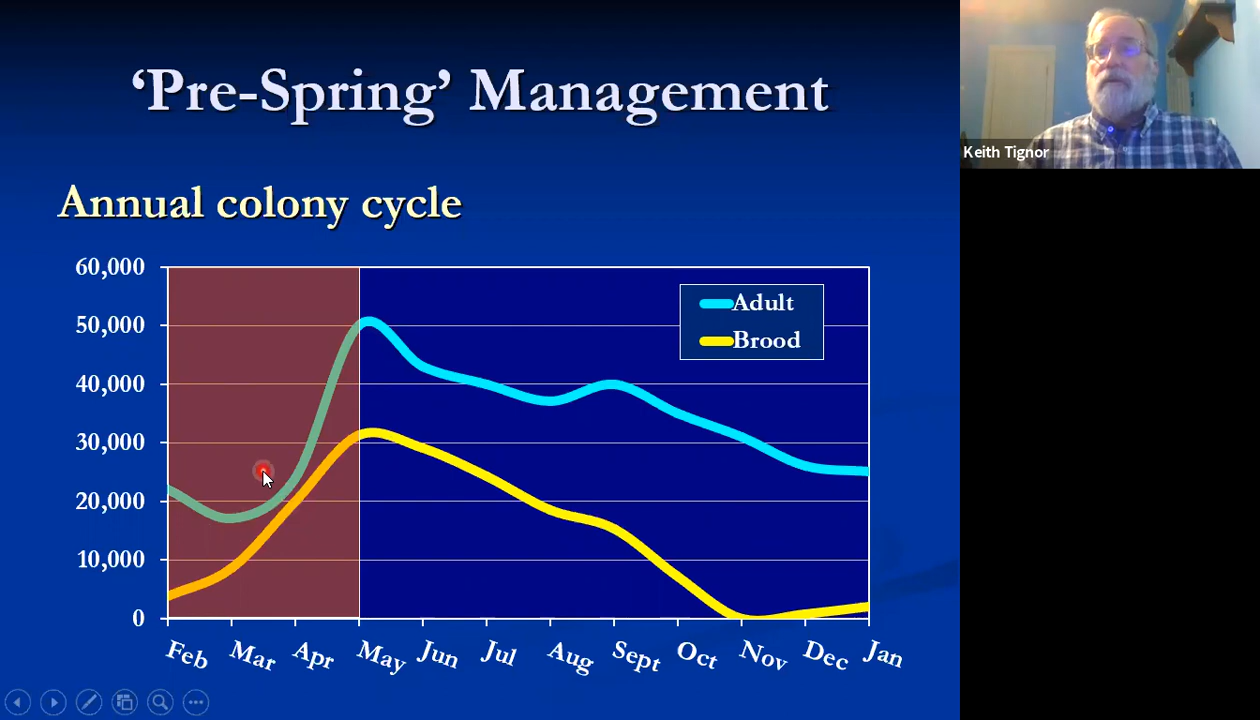 ‘Pre-Spring’ Management
Keith Tignor
Annual colony cycle
60,000
50,000
40,000
30,000
20,000
10,000
0
Adult
Brood
Feb Mar Apr May Jun Jul Aug Sept Oct Nov Dec Jan